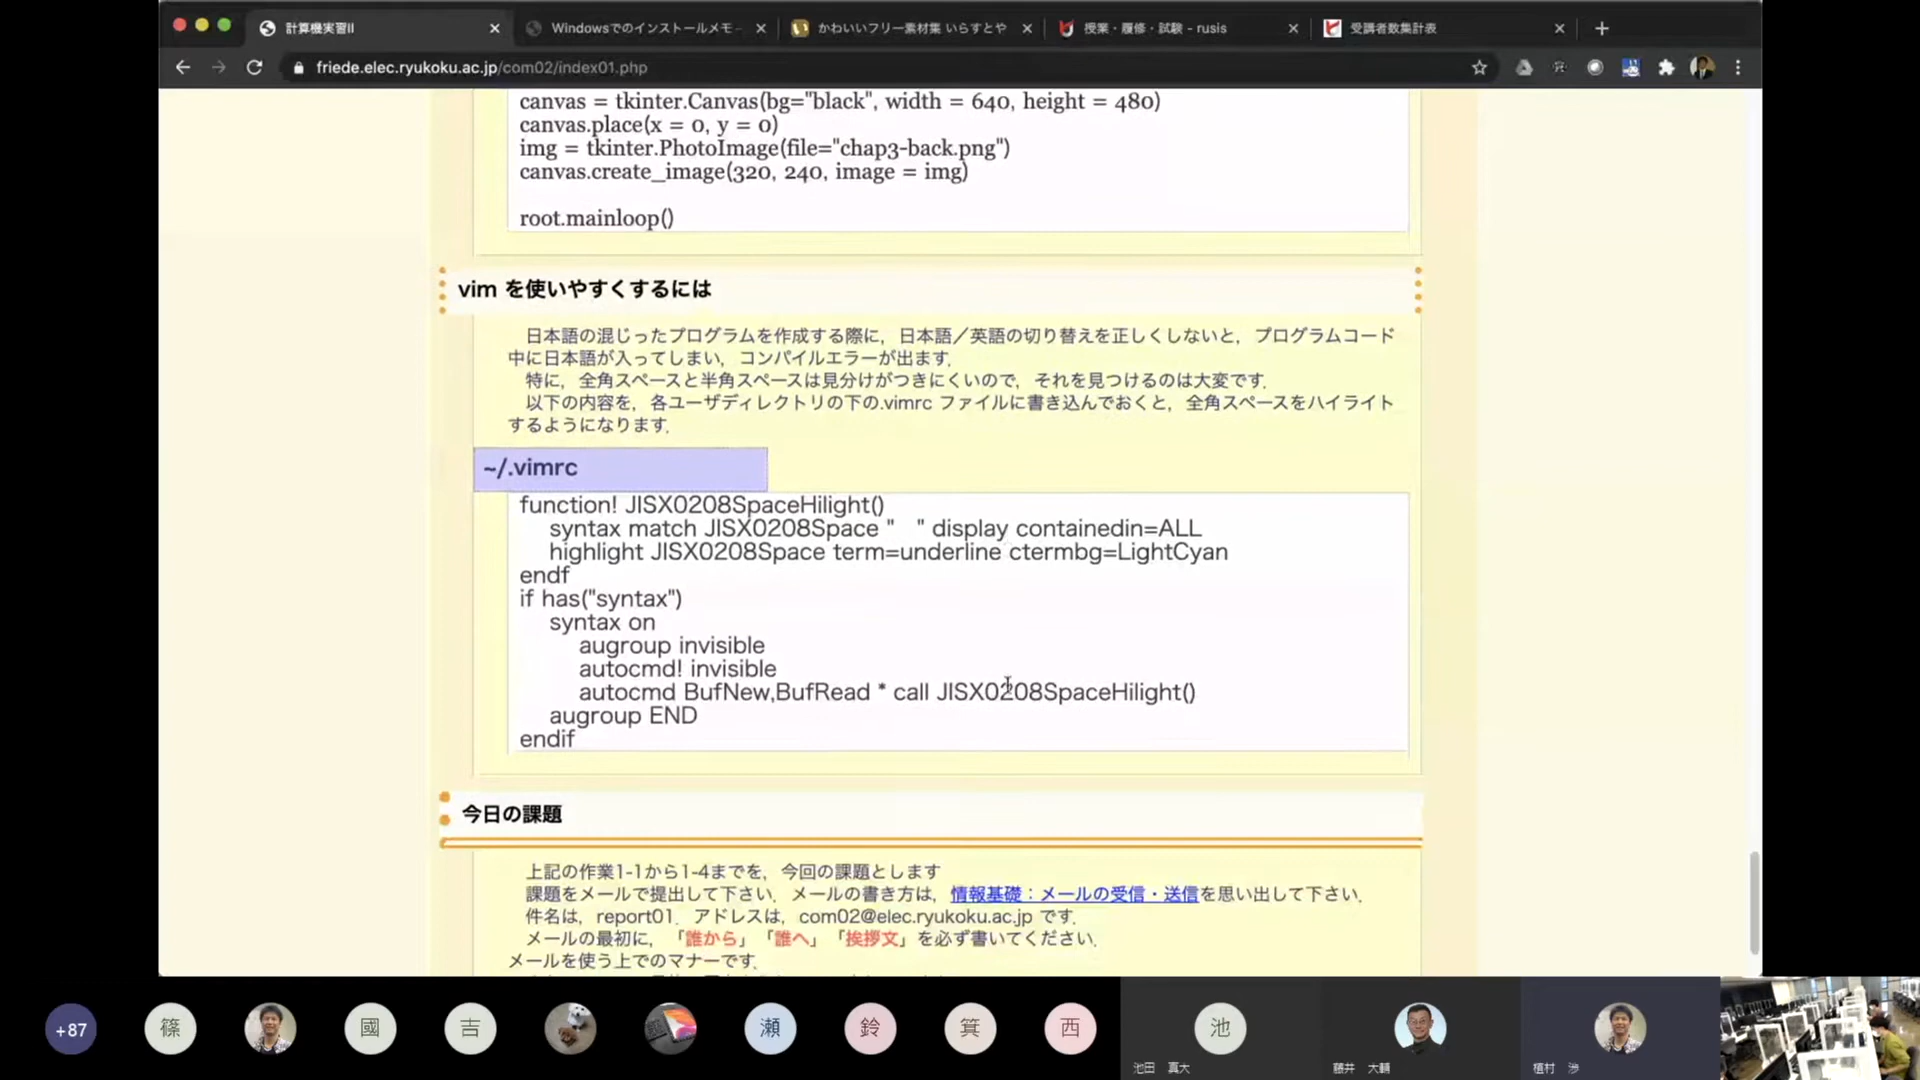 計算機実習II
Windowsでのインストールメモ -
かわいいフリー素材集 いらすとや
授業・履修・試験 - rusis
受講者数集計表
friede.elec.ryukoku.ac.jp/com02/index01.php
canvas = tkinter.Canvas(bg="black", width = 640, height = 480)
canvas.place(x = 0, y = 0)
img = tkinter.PhotoImage(file="chap3-back.png")
canvas.create_image(320, 240, image = img)
root.mainloop()
vim を使いやすくするには
日本語の混じったプログラムを作成する際に，日本語／英語の切り替えを正しくしないと，プログラムコード
中に日本語が入ってしまい，コンパイルエラーが出ます．
特に，全角スペースと半角スペースは見分けがつきにくいので，それを見つけるのは大変です．
以下の内容を，各ユーザディレクトリの下の.vimrc ファイルに書き込んでおくと，全角スペースをハイライト
するようになります．
~/.vimrc
function! JISX0208SpaceHilight()
syntax match JISX0208Space "　" display containedin=ALL
highlight JISX0208Space term=underline ctermbg=LightCyan
endf
if has("syntax")
syntax on
augroup invisible
autocmd! invisible
autocmd BufNew,BufRead * call JISX0208SpaceHilight()
augroup END
endif
今日の課題
上記の作業1-1から1-4までを，今回の課題とします
課題をメールで提出して下さい．メールの書き方は，情報基礎：メールの受信・送信を思い出して下さい．
件名は，report01．アドレスは，com02@elec.ryukoku.ac.jp です．
メールの最初に，「誰から」「誰へ」「挨拶文」を必ず書いてください．
メールを使う上でのマナーです．
+87
篠
國
吉
瀬
鈴
箕
西
池
池田 真大
藤井 大輔
植村 渉